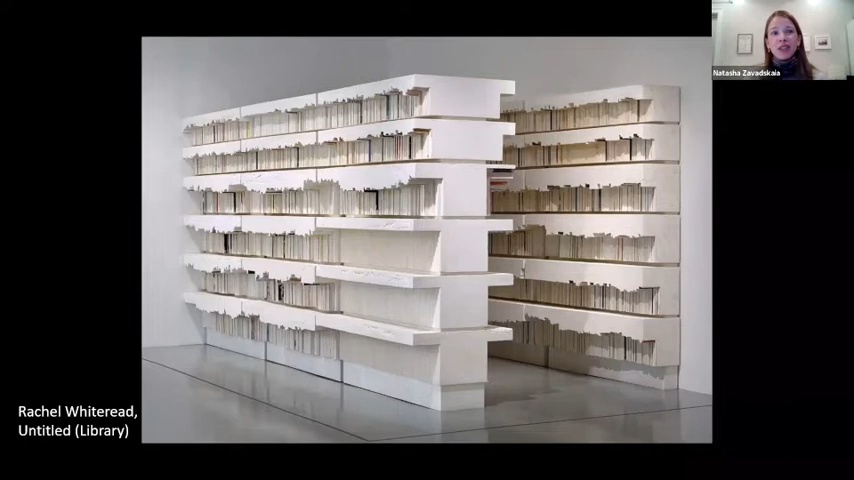 Natasha Zavadskaia
Rachel Whiteread,
Untitled (Library)